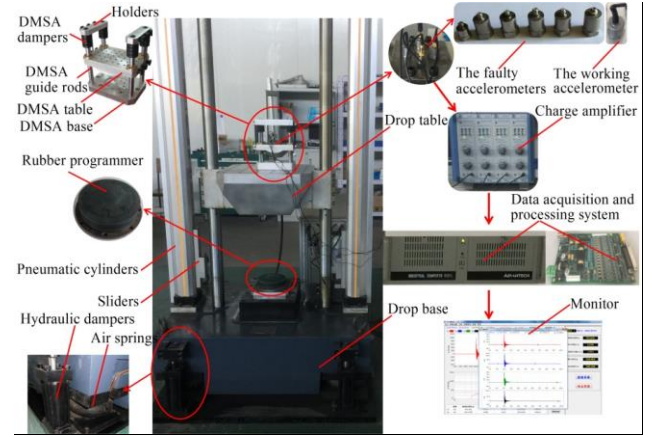 DMSA
dampers
Holders
DMSA
guide rods
DMSA table
DMSA base
Rubber programmer
Pneumatic cylinders
Sliders
Hydraulic dampers
Air spring
The faulty
accelerometers
The working
accelerometer
Charge amplifier
Drop table
Data acquisition and
processing system
Monitor
Drop base